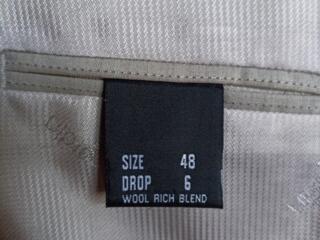 SIZE 48
DROP 6
WOOL RICH BLEND